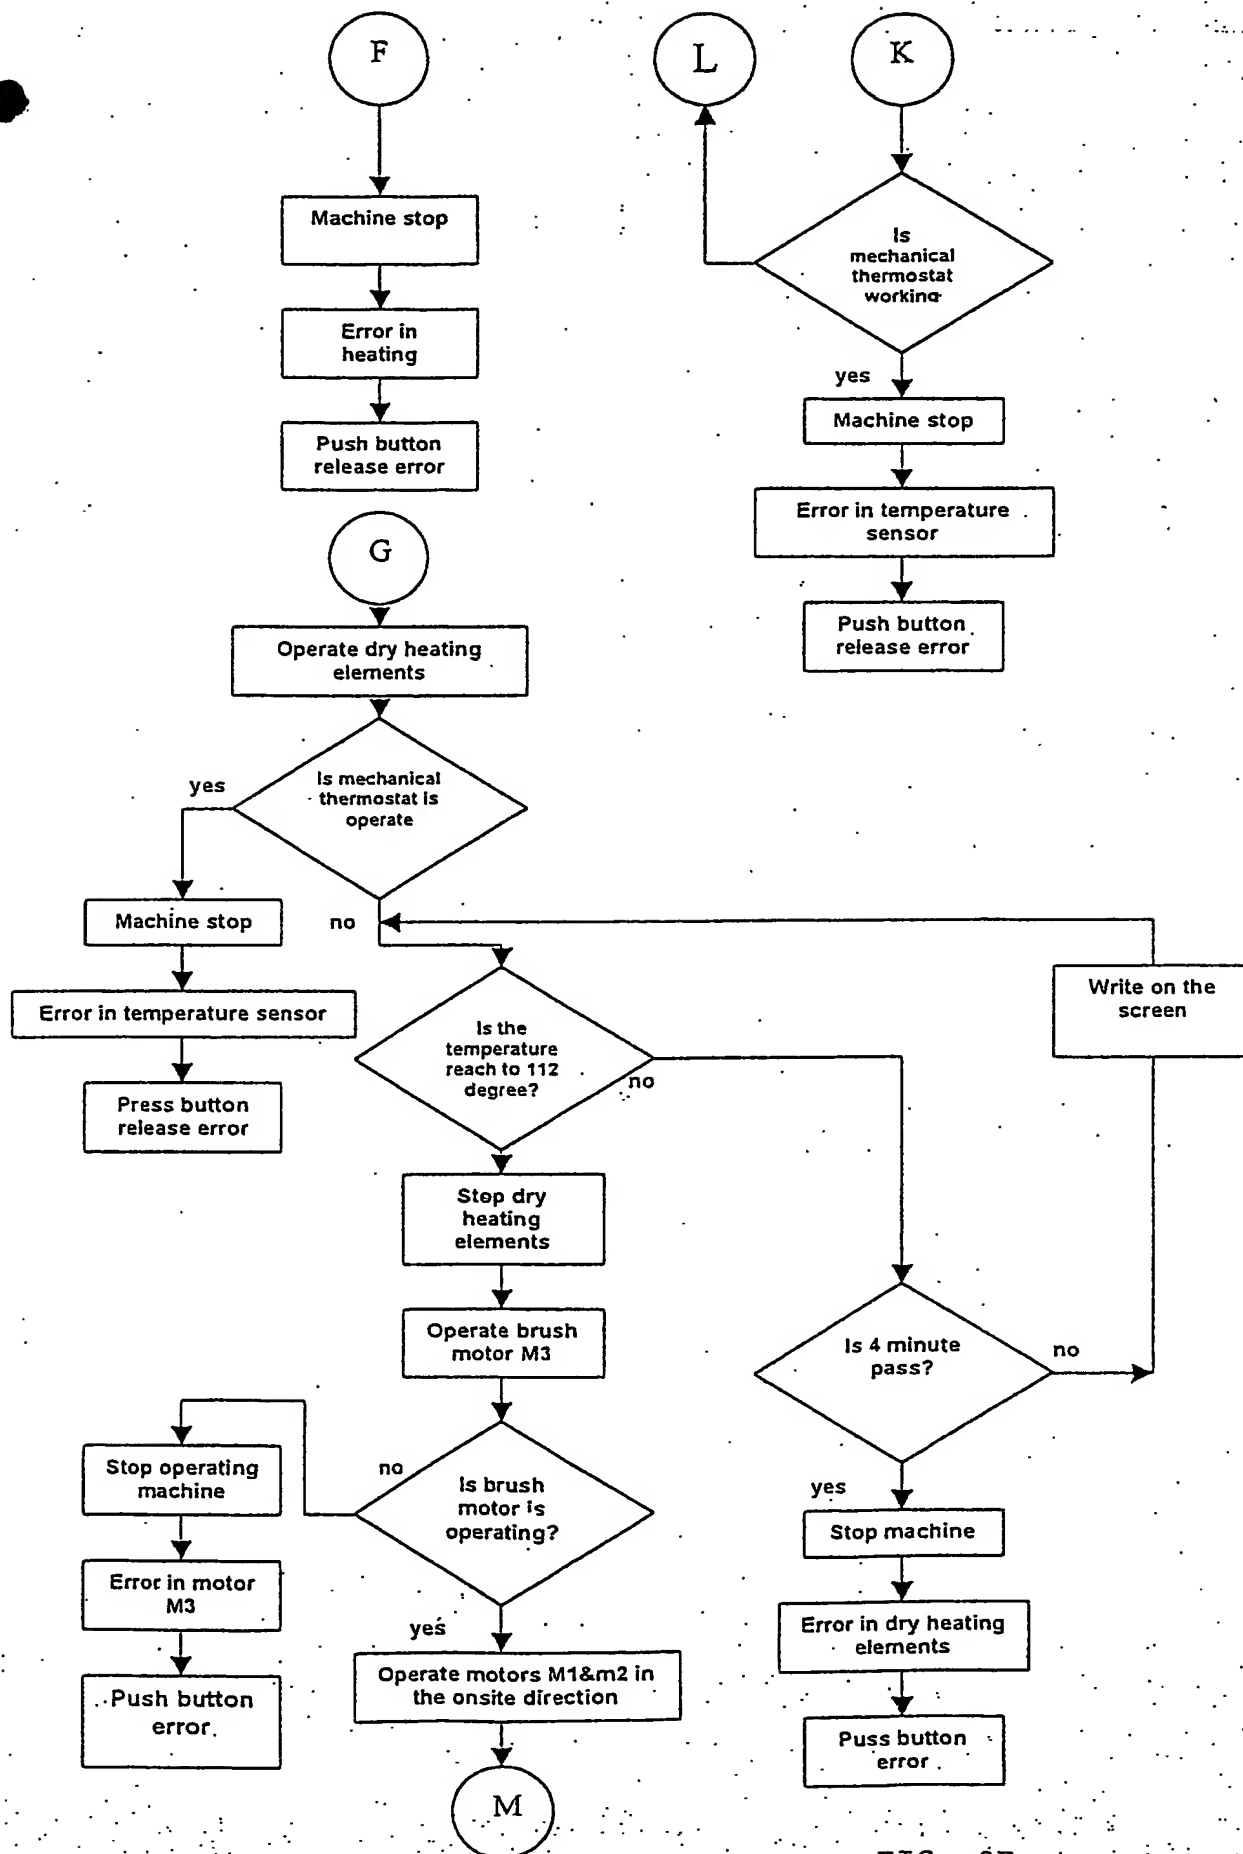 F
L
K
Machine stop
Error in
heating
Push button
release error
Is
mechanical
thermostat
working
yes
Machine stop
Error in temperature
sensor
Push button
release error
G
Operate dry heating
elements
Is mechanical
thermostat is
operate
yes
Machine stop
Error in temperature sensor
Press button
release error
no
Is the
temperature
reach to 112
degree?
no
Write on the
screen
Stop dry
heating
elements
Operate brush
motor M3
Is 4 minute
pass?
no
yes
Stop machine
Error in dry heating
elements
Puss button
error
Is brush
motor is
operating?
no
Stop operating
machine
Error in motor
M3
Push button
error
yes
Operate motors M1&m2 in
the onsite direction
M